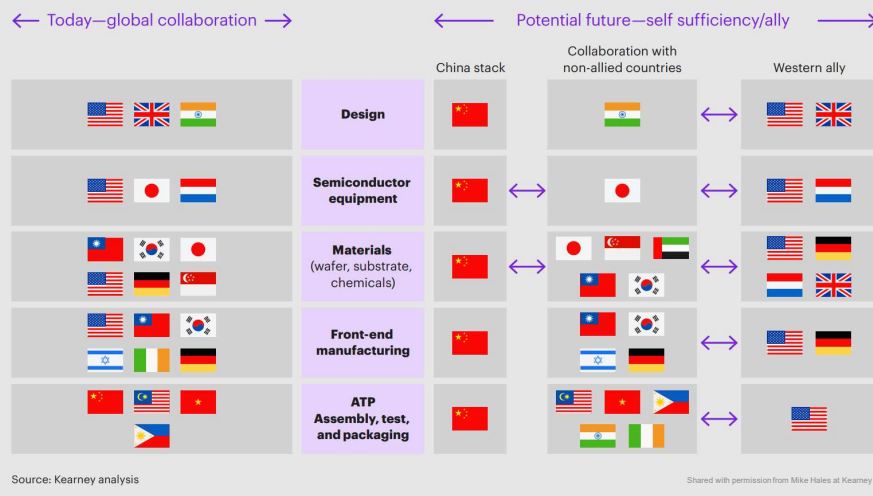 Today—global collaboration
Potential future—self sufficiency/ally
China stack
Collaboration with
non-allied countries
Western ally
Design
Semiconductor
equipment
Materials
(wafer, substrate,
chemicals)
Front-end
manufacturing
ATP
Assembly, test,
and packaging
Source: Kearney analysis
Shared with permission from Mike Hales at Kearney